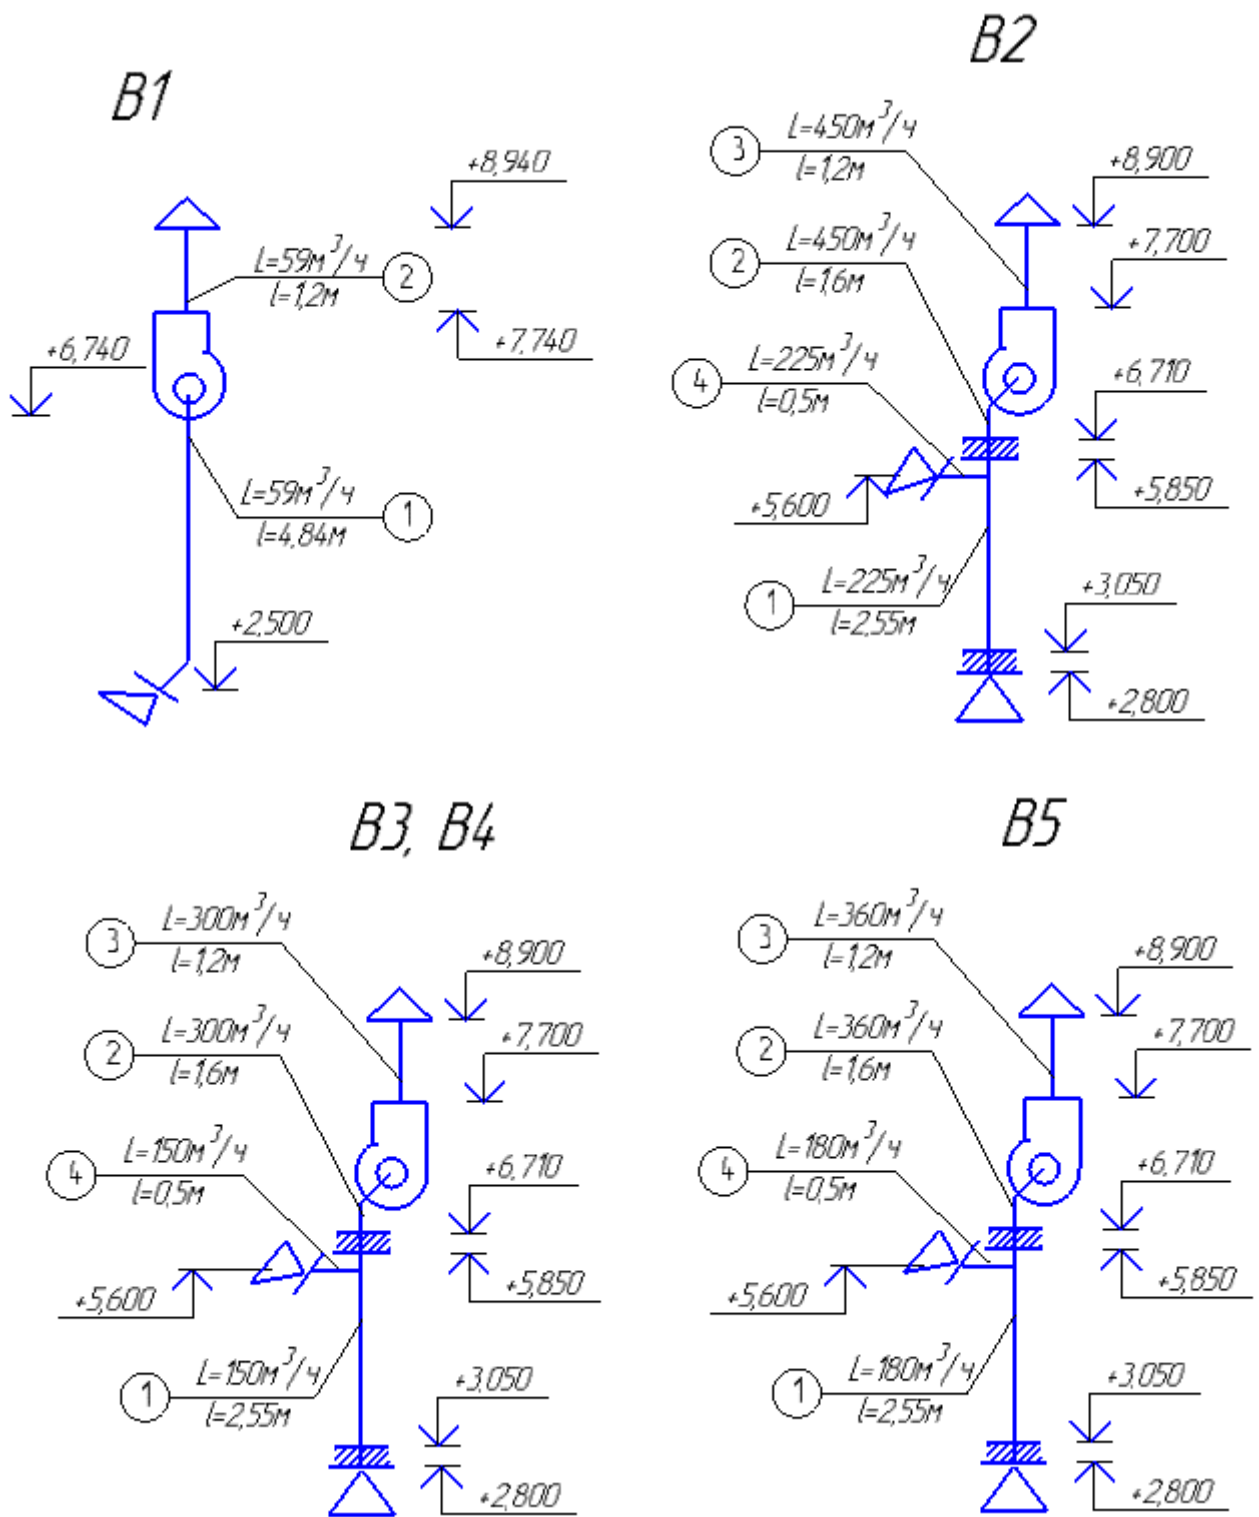 В1
+8,940
L=59м³/ч
l=1,2м
2
+7,740
+6,740
L=59м³/ч
l=4,84м
1
+2,500
В2
3
L=450м³/ч
l=1,2м
+8,900
+7,700
2
L=450м³/ч
l=1,6м
4
L=225м³/ч
l=0,5м
+6,710
+5,850
+5,600
1
L=225м³/ч
l=2,55м
+3,050
+2,800
В3, В4
3
L=300м³/ч
l=1,2м
+8,900
+7,700
2
L=300м³/ч
l=1,6м
4
L=150м³/ч
l=0,5м
+6,710
+5,850
+5,600
1
L=150м³/ч
l=2,55м
+3,050
+2,800
В5
3
L=360м³/ч
l=1,2м
+8,900
+7,700
2
L=360м³/ч
l=1,6м
4
L=180м³/ч
l=0,5м
+6,710
+5,850
+5,600
1
L=180м³/ч
l=2,55м
+3,050
+2,800